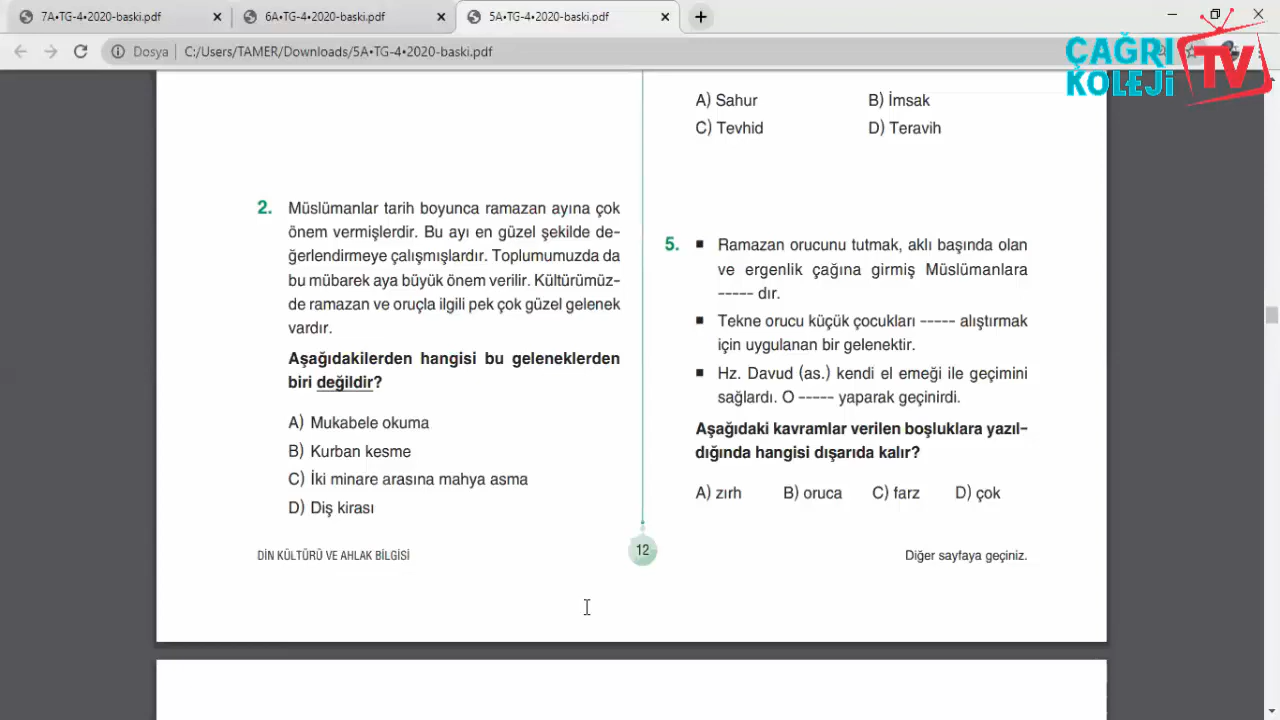 7A•TG-4•2020-baski.pdf
6A•TG-4•2020-baski.pdf
5A•TG-4•2020-baski.pdf
Dosya
C:/Users/TAMER/Downloads/5A•TG-4•2020-baski.pdf
ÇAĞRI
KOLEJİ
TV
2. Müslümanlar tarih boyunca ramazan ayına çok
önem vermişlerdir. Bu ayı en güzel şekilde de-
ğerlendirmeye çalışmışlardır. Toplumumuzda da
bu mübarek aya büyük önem verilir. Kültürümüz-
de ramazan ve oruçla ilgili pek çok güzel gelenek
vardır.
Aşağıdakilerden hangisi bu geleneklerden
biri değildir?
A) Mukabele okuma
B) Kurban kesme
C) İki minare arasına mahya asma
D) Diş kirası
DİN KÜLTÜRÜ VE AHLAK BİLGİSİ
12
A) Sahur B) İmsak
C) Tevhid D) Teravih
5. ■ Ramazan orucunu tutmak, aklı başında olan
ve ergenlik çağına girmiş Müslümanlara
----- dır.
■ Tekne orucu küçük çocukları ----- alıştırmak
için uygulanan bir gelenektir.
■ Hz. Davud (as.) kendi el emeği ile geçimini
sağlardı. O ----- yaparak geçinirdi.
Aşağıdaki kavramlar verilen boşluklara yazıl-
dığında hangisi dışarıda kalır?
A) zırh B) oruca C) farz D) çok
Diğer sayfaya geçiniz.